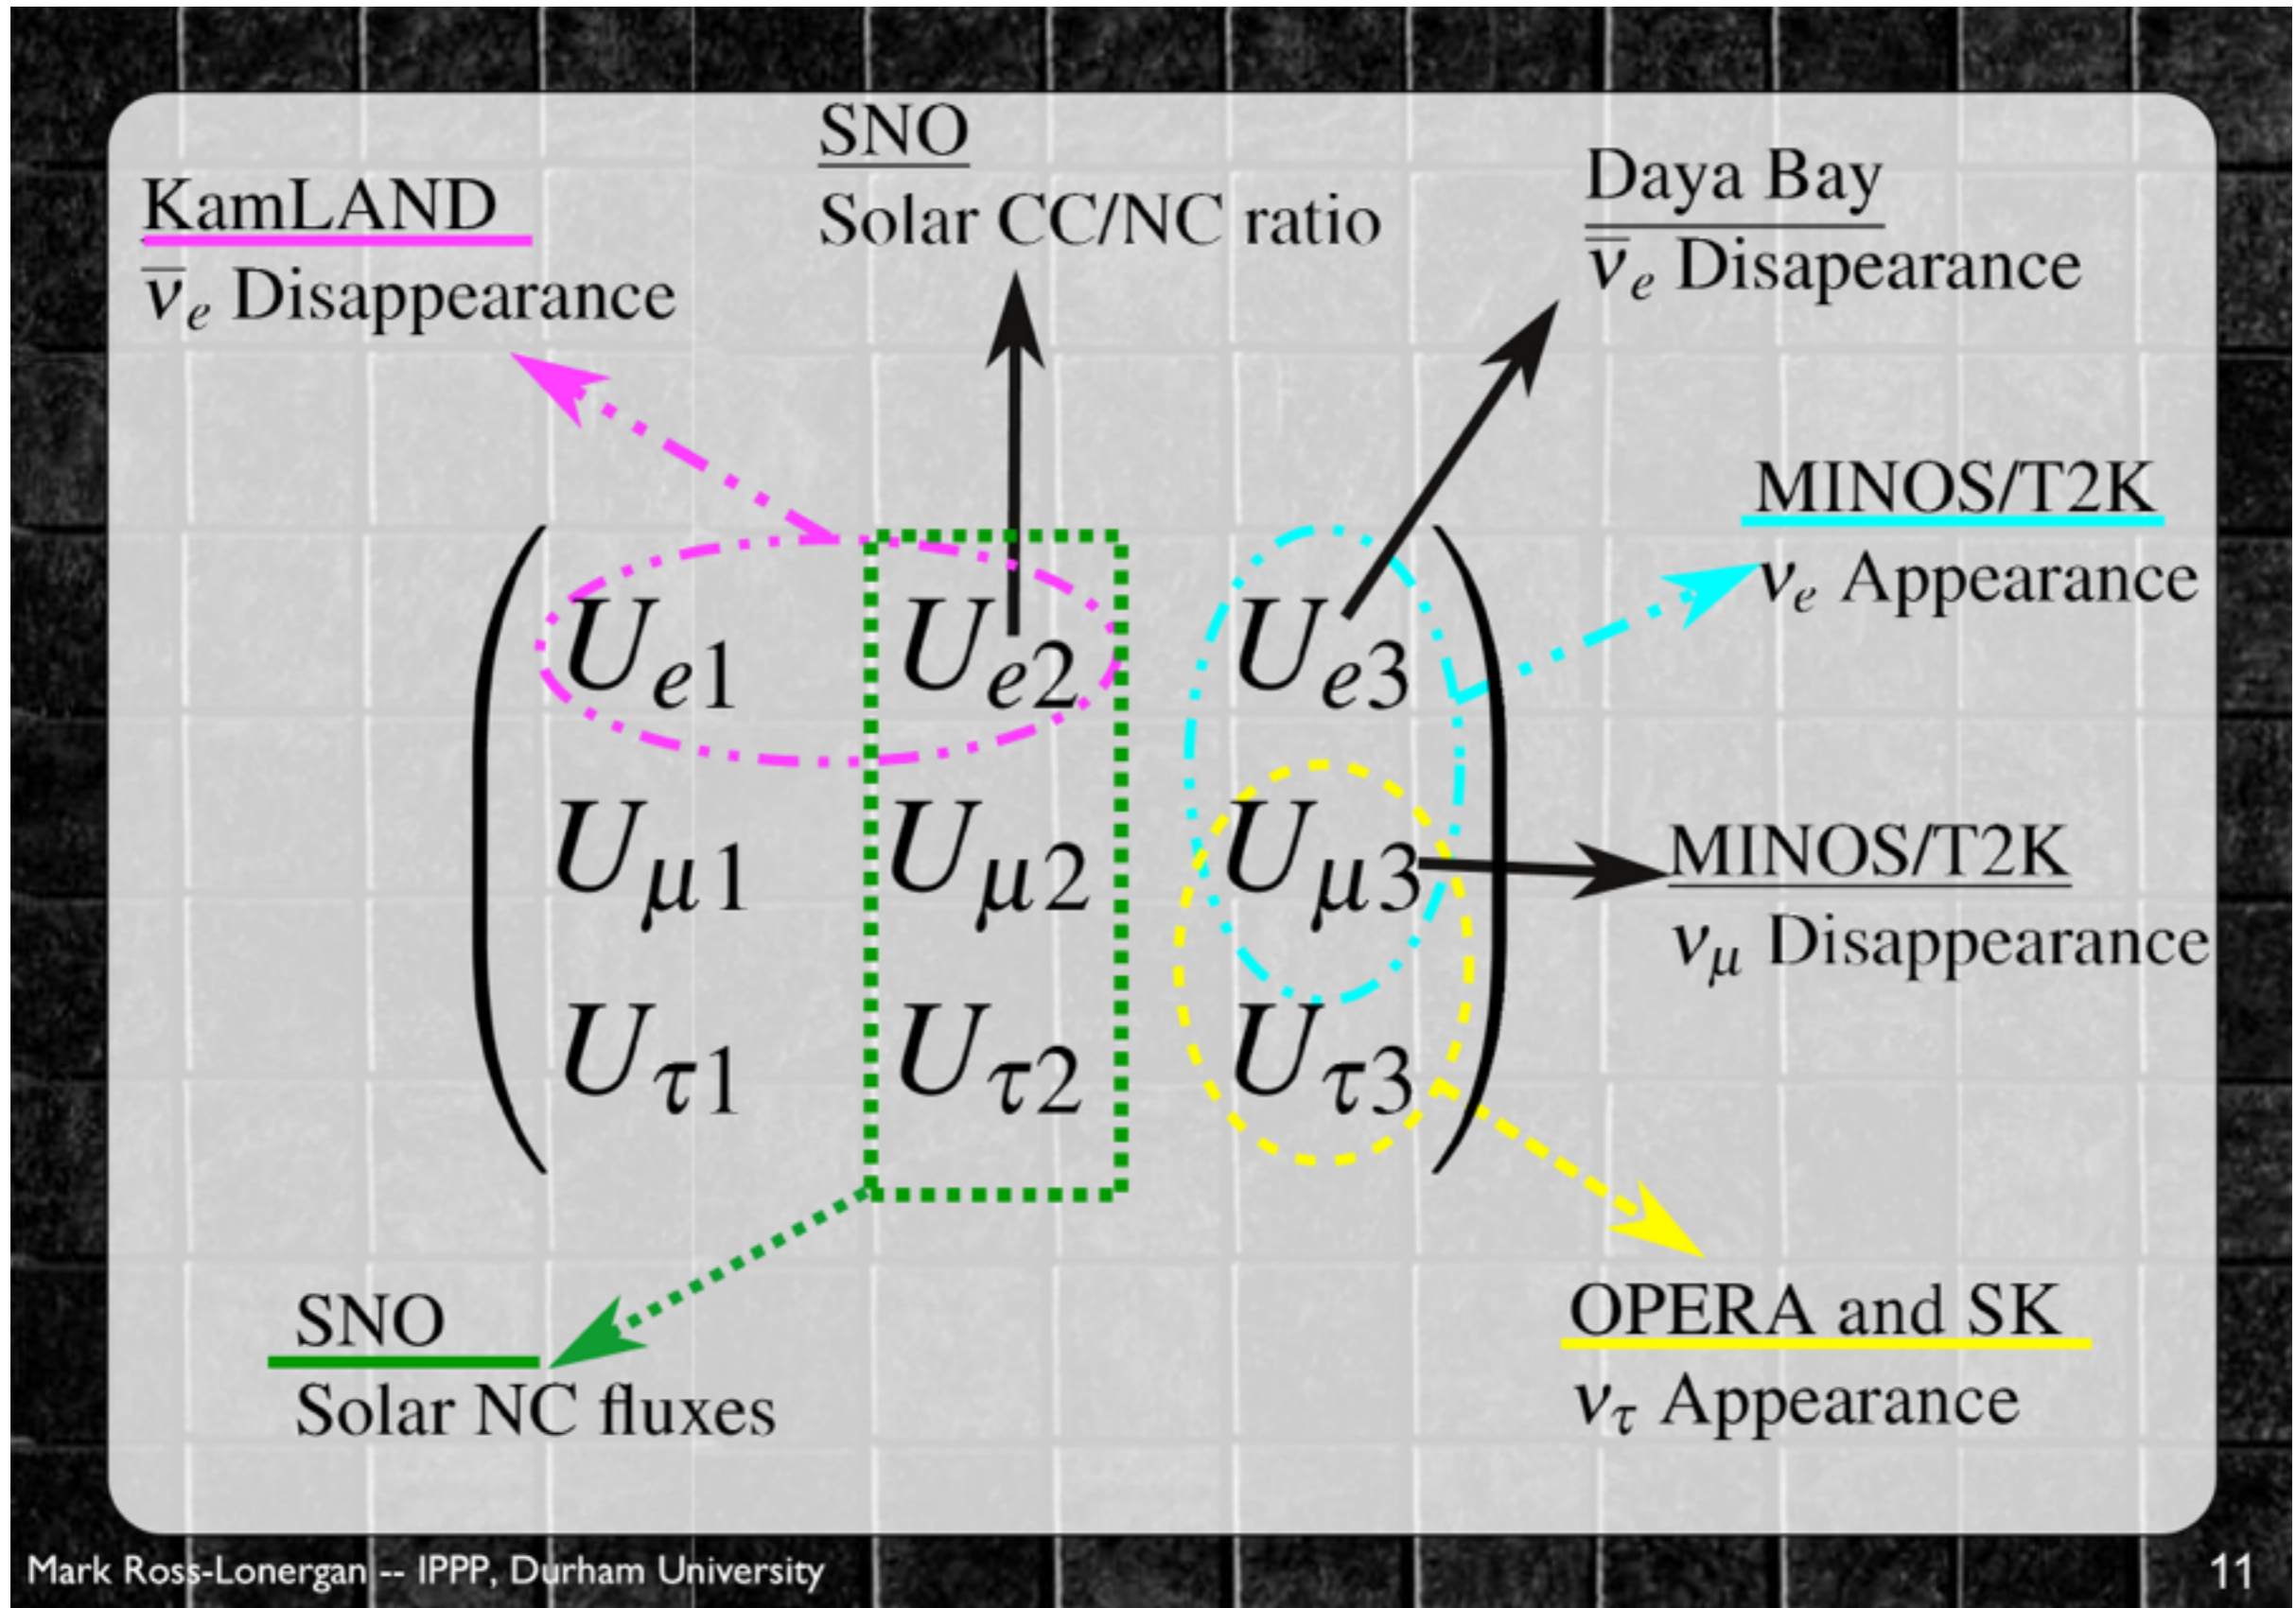 SNO
Solar CC/NC ratio
KamLAND
ν̅e Disappearance
Daya Bay
ν̅e Disapearance
MINOS/T2K
νe Appearance
Ue1 Ue2 Ue3
Uμ1 Uμ2 Uμ3
Uτ1 Uτ2 Uτ3
MINOS/T2K
νμ Disappearance
SNO
Solar NC fluxes
OPERA and SK
ντ Appearance
Mark Ross-Lonergan -- IPPP, Durham University
11